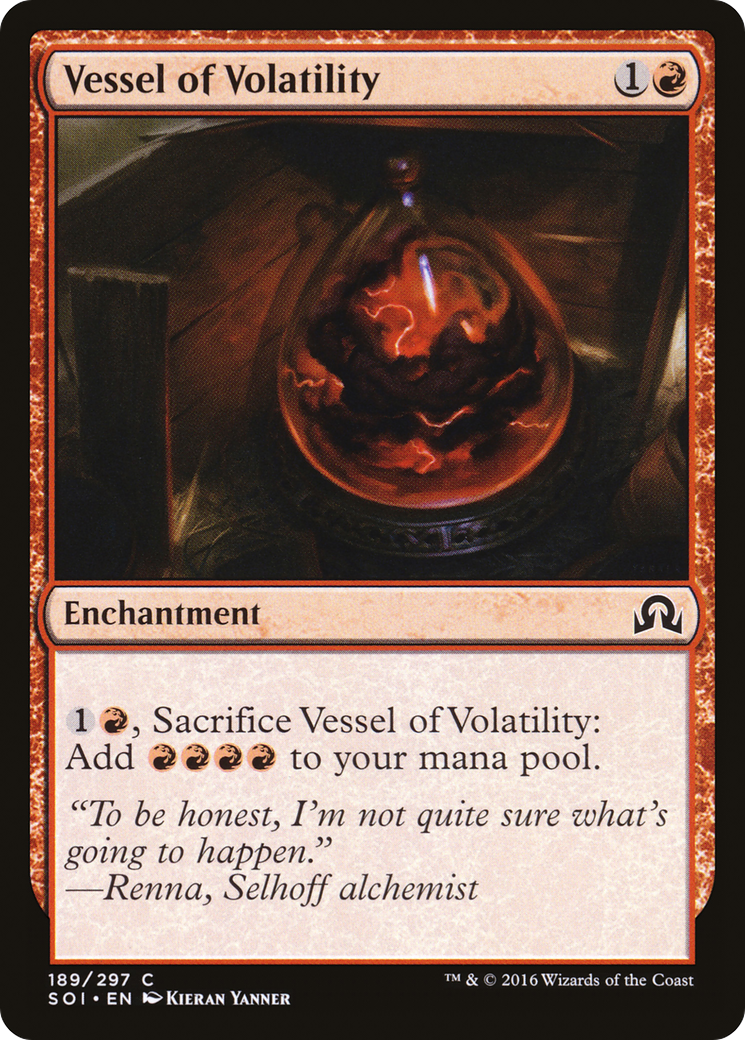 Vessel of Volatility 1
Enchantment
1, Sacrifice Vessel of Volatility:
Add to your mana pool.
“To be honest, I’m not quite sure what’s
going to happen.”
—Renna, Selhoff alchemist
189/297 C
SOI • EN KIERAN YANNER
™ & © 2016 Wizards of the Coast